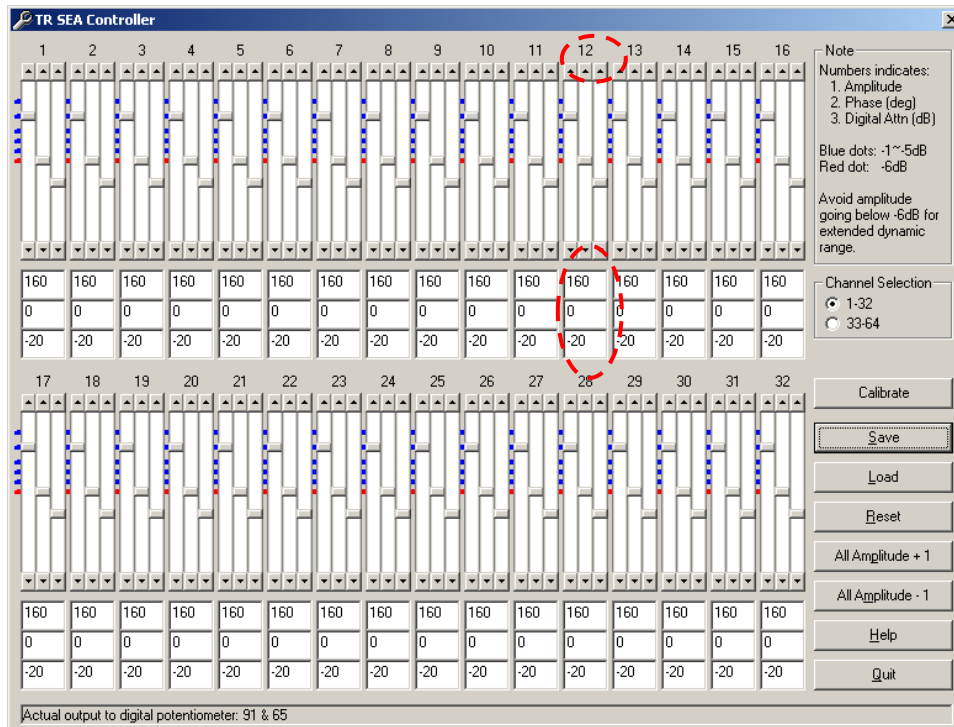 TR SEA Controller
1 2 3 4 5 6 7 8 9 10 11 12 13 14 15 16
160 160 160 160 160 160 160 160 160 160 160 160 160 160 160 160
0 0 0 0 0 0 0 0 0 0 0 0 0 0 0 0
-20 -20 -20 -20 -20 -20 -20 -20 -20 -20 -20 -20 -20 -20 -20 -20
17 18 19 20 21 22 23 24 25 26 27 28 29 30 31 32
160 160 160 160 160 160 160 160 160 160 160 160 160 160 160 160
0 0 0 0 0 0 0 0 0 0 0 0 0 0 0 0
-20 -20 -20 -20 -20 -20 -20 -20 -20 -20 -20 -20 -20 -20 -20 -20
Note
Numbers indicates:
1. Amplitude
2. Phase (deg)
3. Digital Attn (dB)
Blue dots: -1~-5dB
Red dot: -6dB
Avoid amplitude
going below -6dB for
extended dynamic
range.
Channel Selection
1-32
33-64
Calibrate
Save
Load
Reset
All Amplitude + 1
All Amplitude - 1
Help
Quit
Actual output to digital potentiometer: 91 & 65